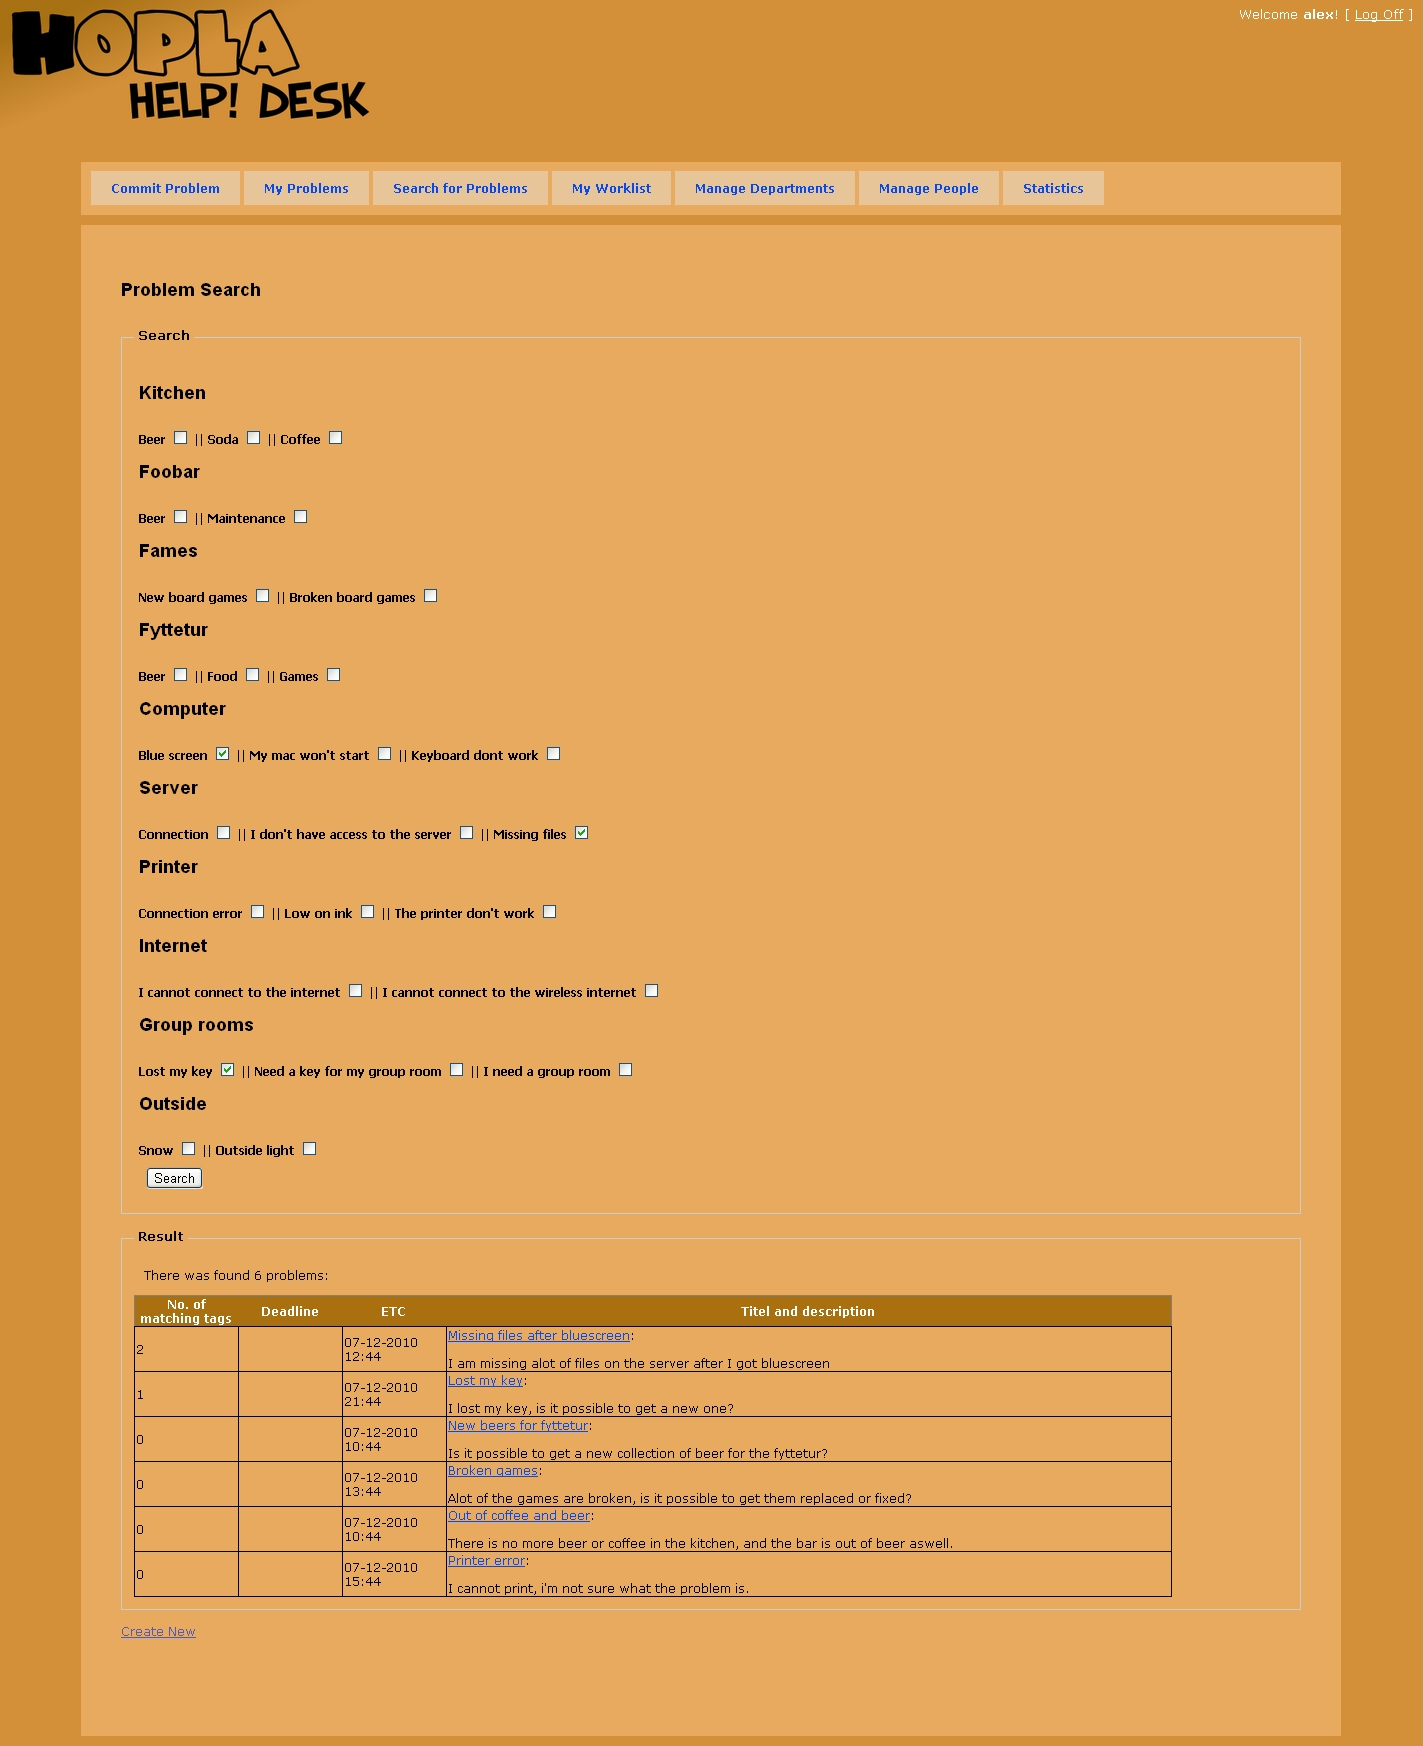 HOPLA
HELP! DESK
Welcome alex! [ Log Off ]
Commit Problem My Problems Search for Problems My Worklist Manage Departments Manage People Statistics
Problem Search
Search
Kitchen
Beer || Soda || Coffee
Foobar
Beer || Maintenance
Fames
New board games || Broken board games
Fyttetur
Beer || Food || Games
Computer
Blue screen || My mac won't start || Keyboard dont work
Server
Connection || I don't have access to the server || Missing files
Printer
Connection error || Low on ink || The printer don't work
Internet
I cannot connect to the internet || I cannot connect to the wireless internet
Group rooms
Lost my key || Need a key for my group room || I need a group room
Outside
Snow || Outside light
Search
Result
There was found 6 problems:
No. of
matching tags Deadline ETC Titel and description
2 07-12-2010
12:44 Missing files after bluescreen:
I am missing alot of files on the server after I got bluescreen
1 07-12-2010
21:44 Lost my key:
I lost my key, is it possible to get a new one?
0 07-12-2010
10:44 New beers for fyttetur:
Is it possible to get a new collection of beer for the fyttetur?
0 07-12-2010
13:44 Broken games:
Alot of the games are broken, is it possible to get them replaced or fixed?
0 07-12-2010
10:44 Out of coffee and beer:
There is no more beer or coffee in the kitchen, and the bar is out of beer aswell.
0 07-12-2010
15:44 Printer error:
I cannot print, i'm not sure what the problem is.
Create New